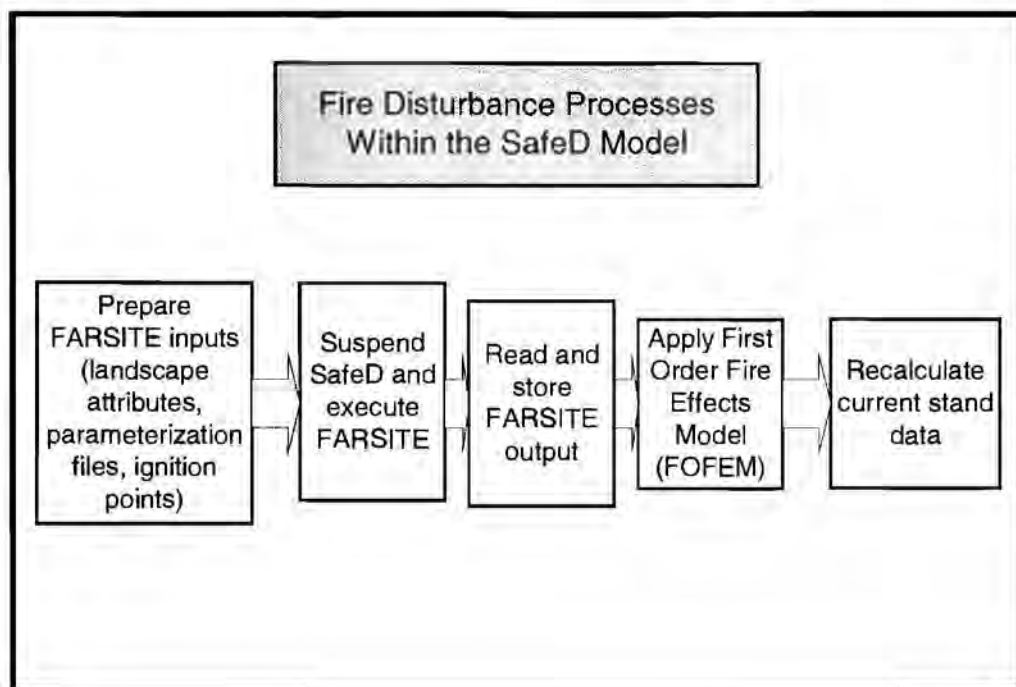 Fire Disturbance Processes
Within the SafeD Model
Prepare
FARSITE inputs
(landscape
attributes,
parameterization
files, ignition
points)
Suspend
SafeD and
execute
FARSITE
Read and
store
FARSITE
output
Apply First
Order Fire
Effects
Model
(FOFEM)
Recalculate
current stand
data